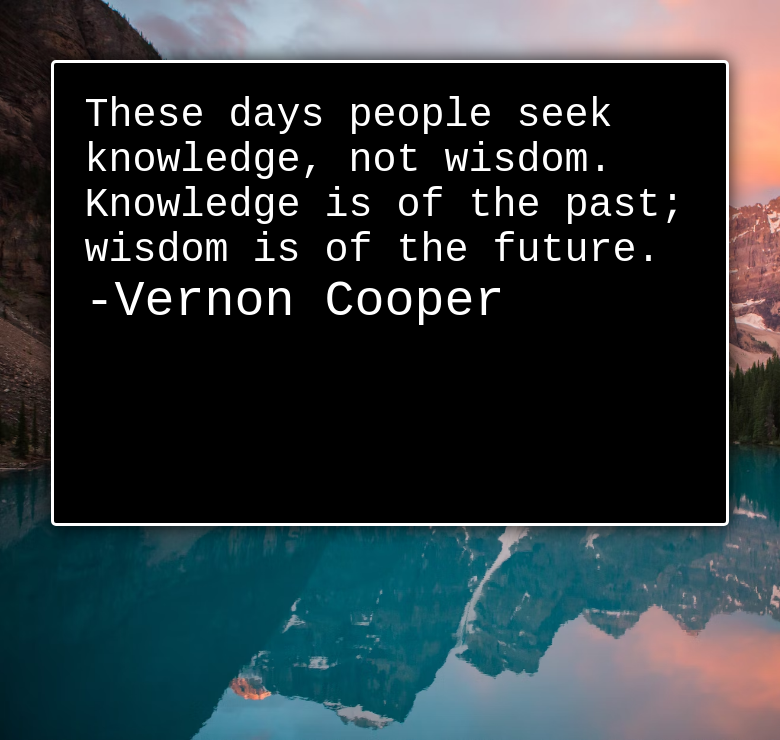 These days people seek
knowledge, not wisdom.
Knowledge is of the past;
wisdom is of the future.
-Vernon Cooper